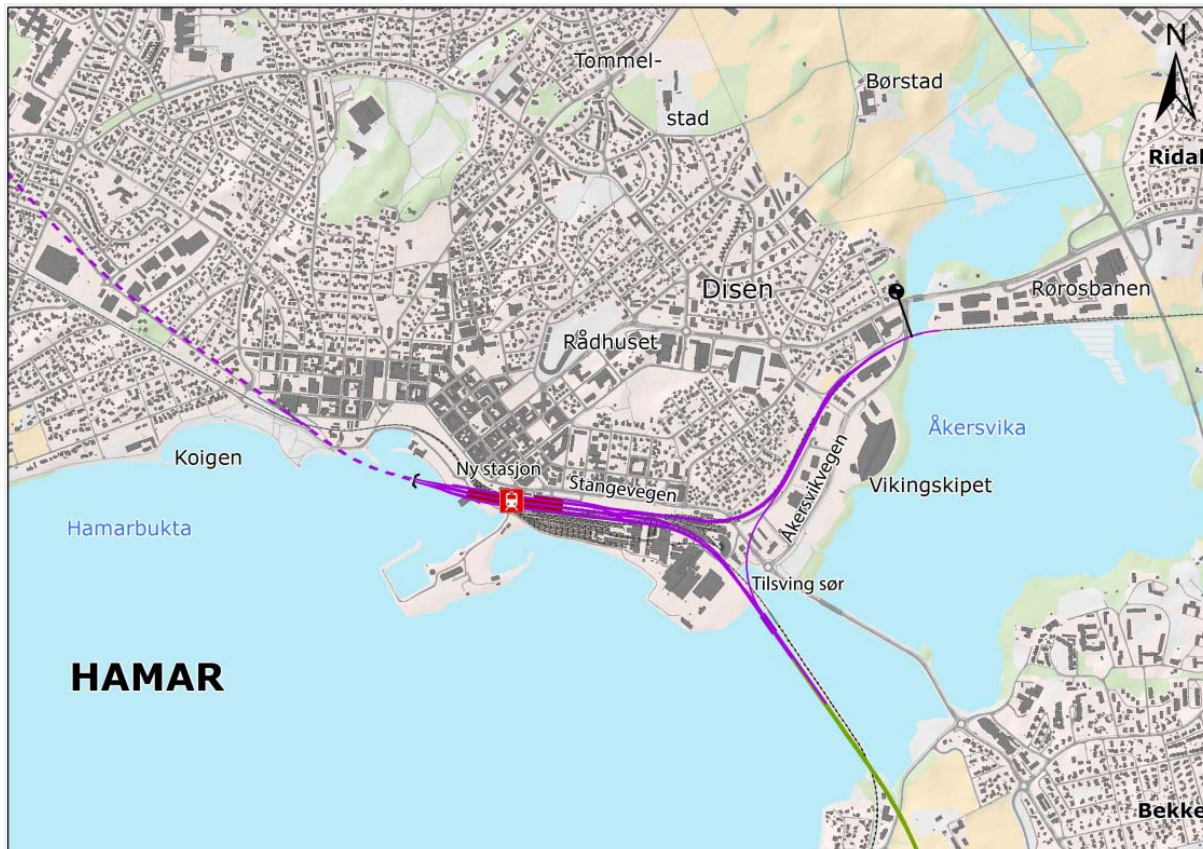 N
Tommel-
stad
Børstad
Ridal
Disen
Rørosbanen
Rådhuset
Åkersvika
Koigen
Ny stasjon
Stangevegen
Åkersvikvegen
Vikingskipet
Hamarbukta
Tilsving sør
HAMAR
Bekke